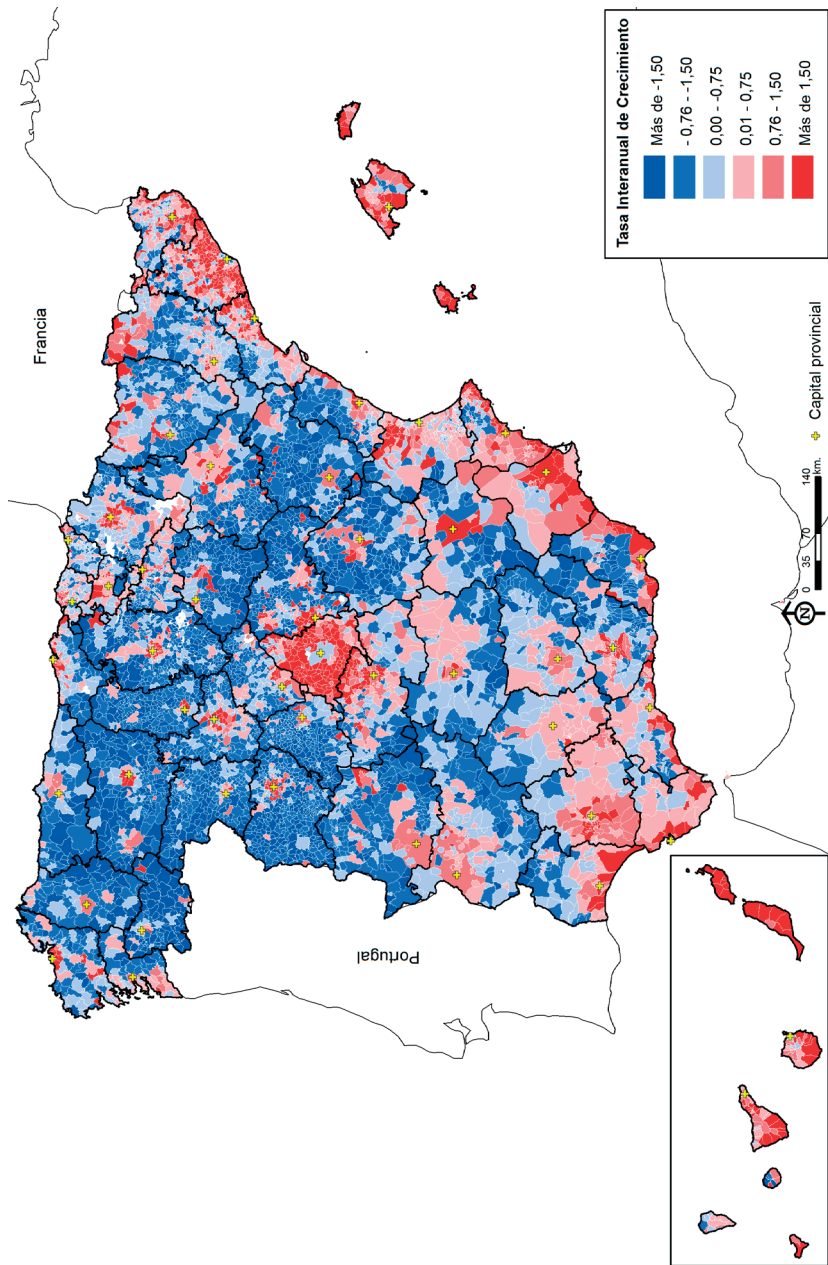 Francia
Portugal
Tasa Interanual de Crecimiento
Más de -1,50
- 0,76 - -1,50
0,00 - -0,75
0,01 - 0,75
0,76 - 1,50
Más de 1,50
Capital provincial
N
0 35 70 140
km.